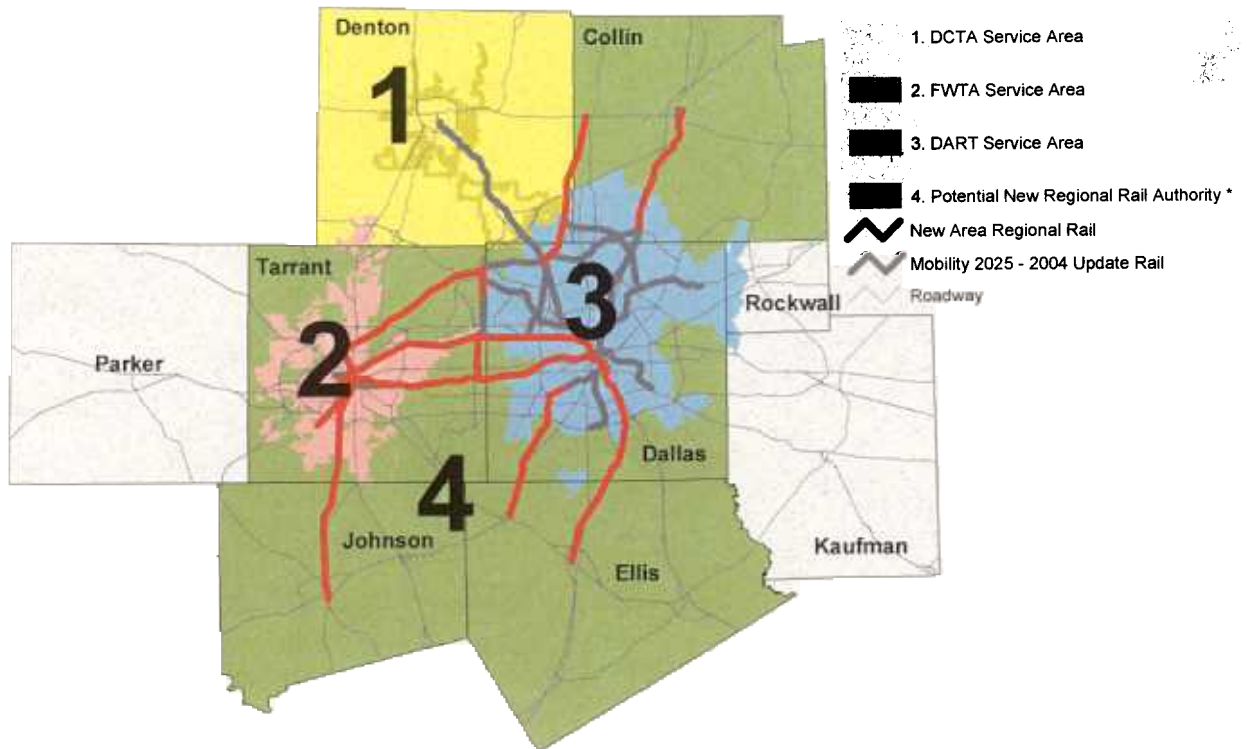 Denton
Collin
1
Tarrant
3
Rockwall
2
Parker
Dallas
4
Johnson
Kaufman
Ellis
1. DCTA Service Area
2. FWTA Service Area
3. DART Service Area
4. Potential New Regional Rail Authority *
New Area Regional Rail
Mobility 2025 - 2004 Update Rail
Roadway